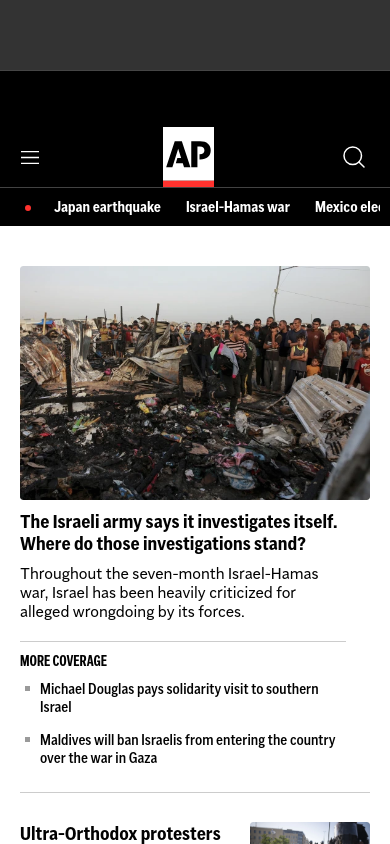 AP
Japan earthquake
Israel-Hamas war
Mexico elec
The Israeli army says it investigates itself.
Where do those investigations stand?
Throughout the seven-month Israel-Hamas
war, Israel has been heavily criticized for
alleged wrongdoing by its forces.
MORE COVERAGE
Michael Douglas pays solidarity visit to southern
Israel
Maldives will ban Israelis from entering the country
over the war in Gaza
Ultra-Orthodox protesters